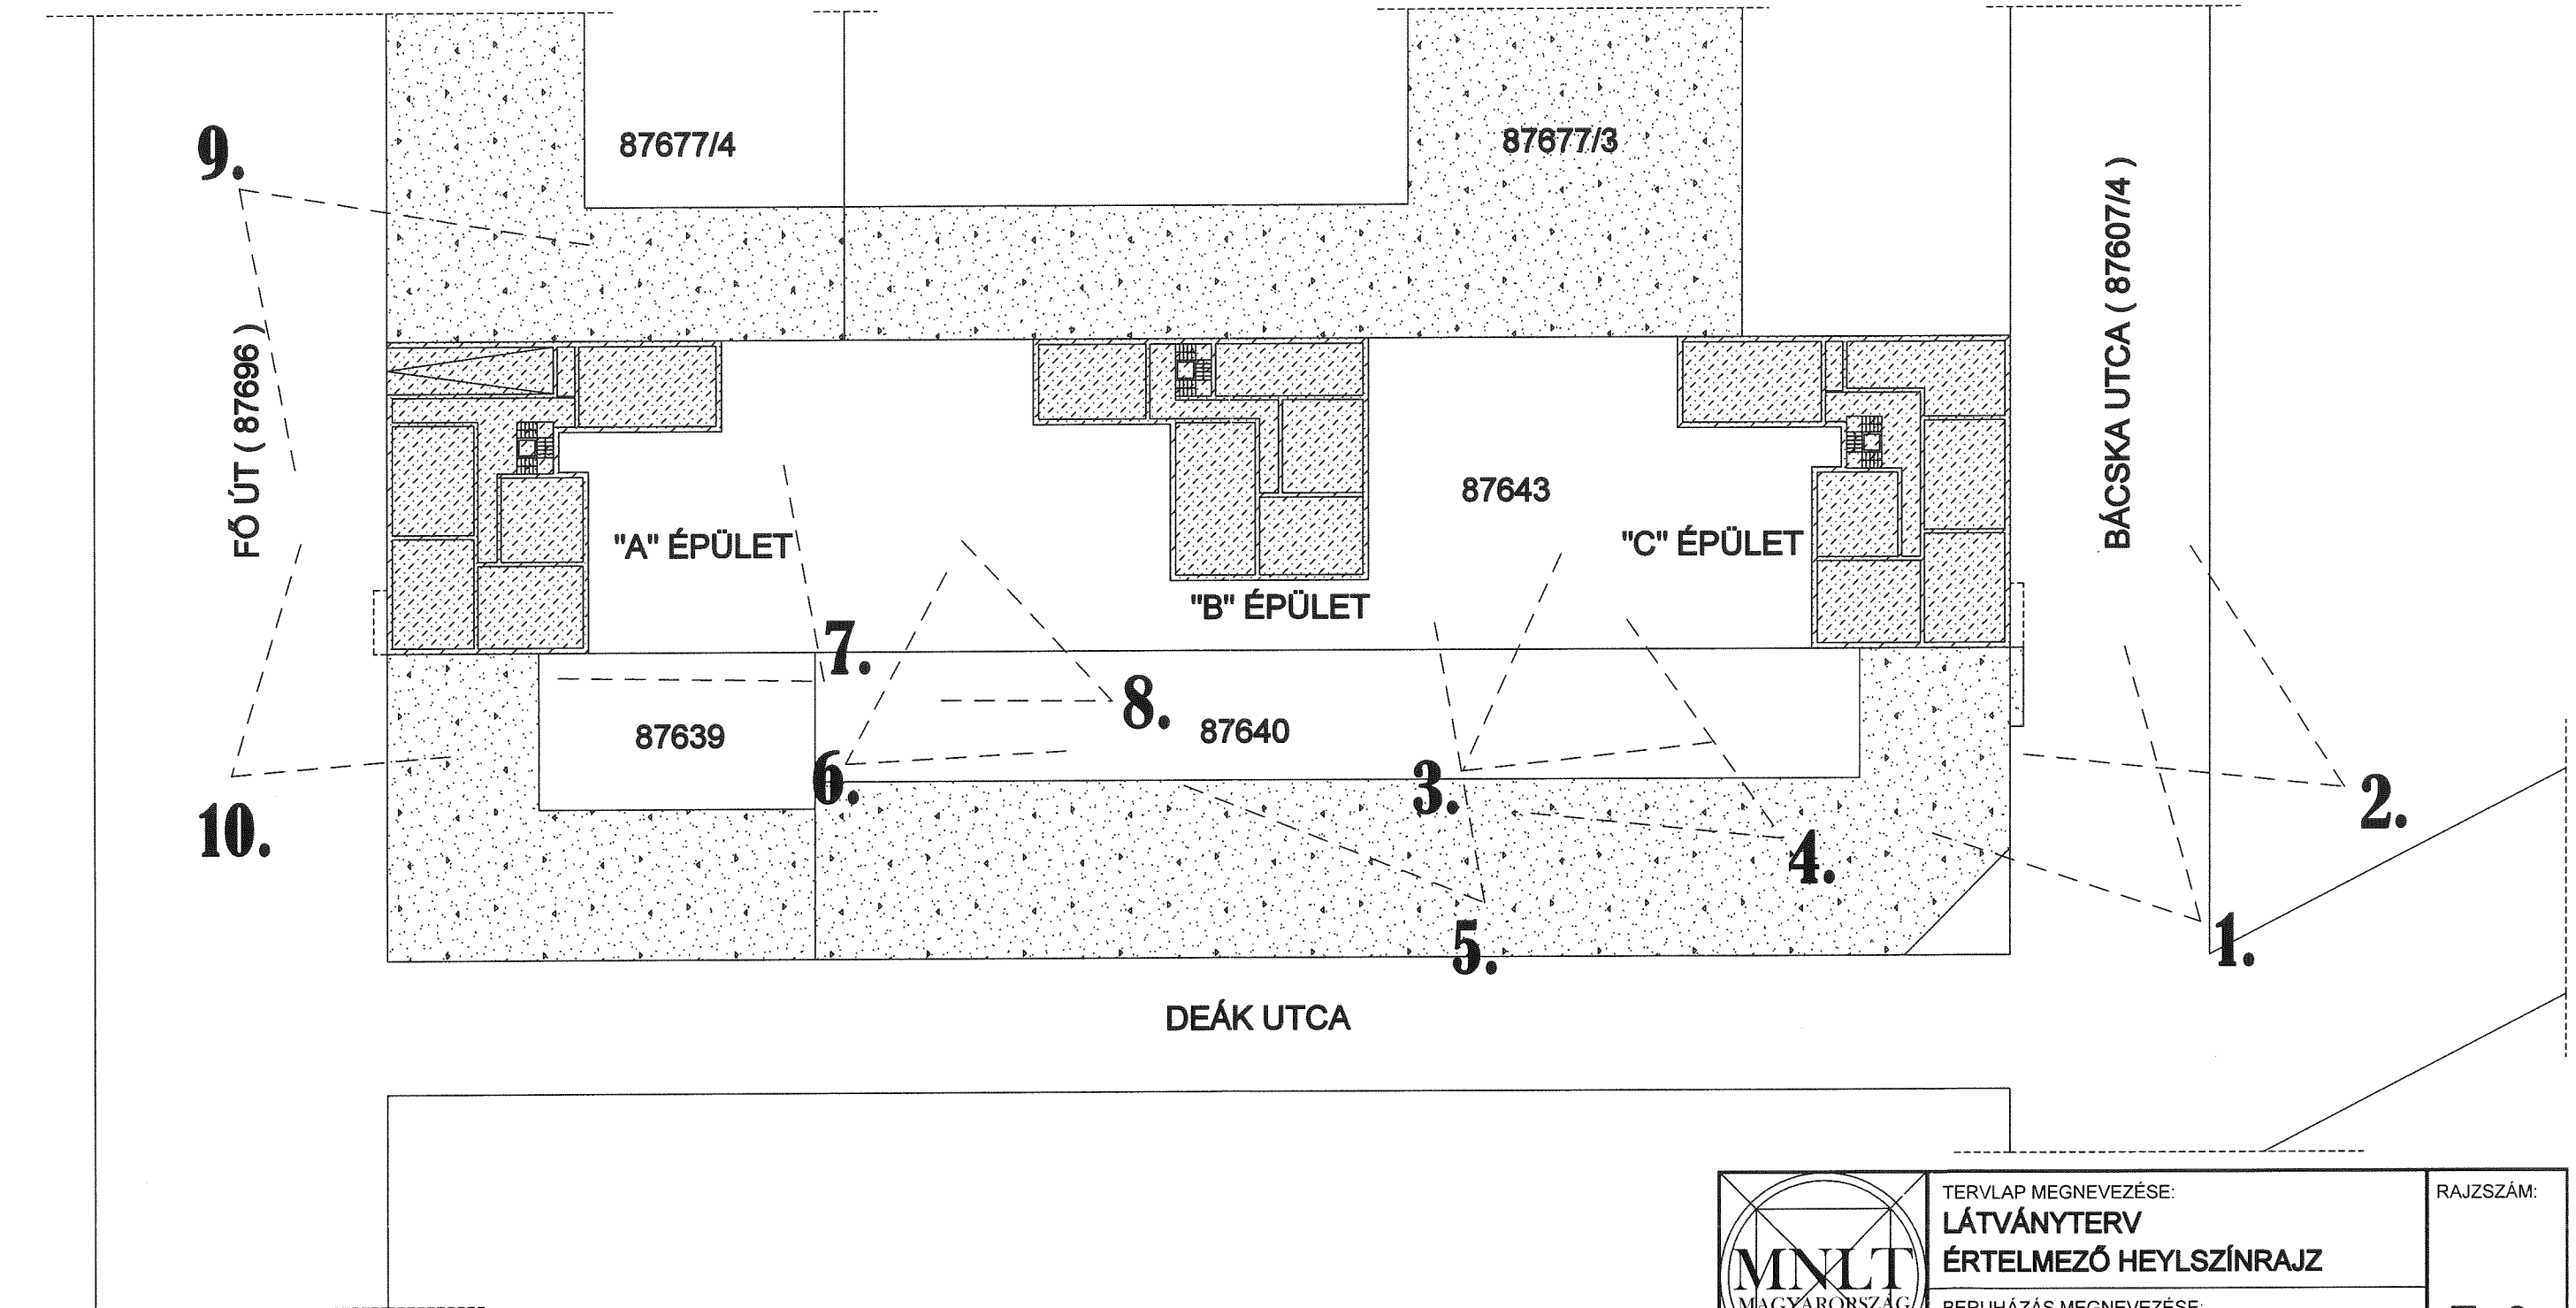 87677/4
87677/3
9.
FŐ ÚT ( 87696 )
BÁCSKA UTCA ( 87607/4 )
87643
"A" ÉPÜLET
"C" ÉPÜLET
"B" ÉPÜLET
7.
8.
87639
87640
6.
3.
2.
10.
4.
5.
1.
DEÁK UTCA
TERVLAP MEGNEVEZÉSE:
LÁTVÁNYTERV
ÉRTELMEZŐ HEYLSZÍNRAJZ
RAJZSZÁM:
MNLT
MAGYARORSZÁG
BERUHÁZÁS MEGNEVEZÉSE: